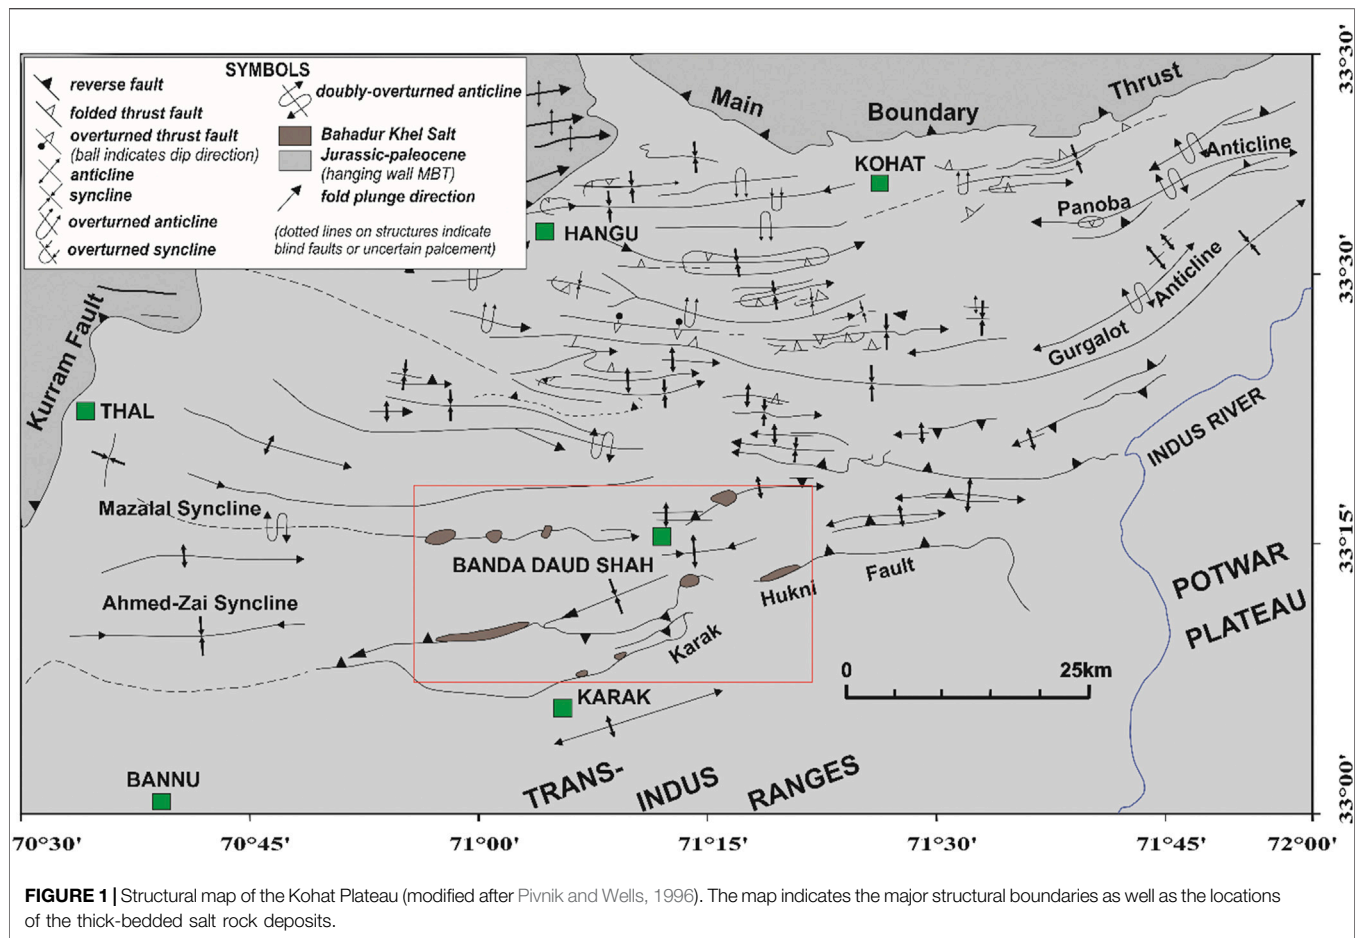 SYMBOLS
reverse fault
folded thrust fault
overturned thrust fault
(ball indicates dip direction)
anticline
syncline
overturned anticline
overturned syncline
doubly-overturned anticline
Bahadur Khel Salt
Jurassic-paleocene
(hanging wall MBT)
fold plunge direction
(dotted lines on structures indicate
blind faults or uncertain palcement)
Main Boundary Thrust
KOHAT
Anticline
Panoba
HANGU
Gurgalot Anticline
Kurram Fault
THAL
INDUS RIVER
Mazalal Syncline
BANDA DAUD SHAH
Hukni Fault
POTWAR
PLATEAU
Ahmed-Zai Syncline
Karak
0 25km
KARAK
TRANS-INDUS RANGES
BANNU
33°30'
33°30'
33°15'
33°00'
70°30' 70°45' 71°00' 71°15' 71°30' 71°45' 72°00'
FIGURE 1 | Structural map of the Kohat Plateau (modified after Pivnik and Wells, 1996). The map indicates the major structural boundaries as well as the locations
of the thick-bedded salt rock deposits.